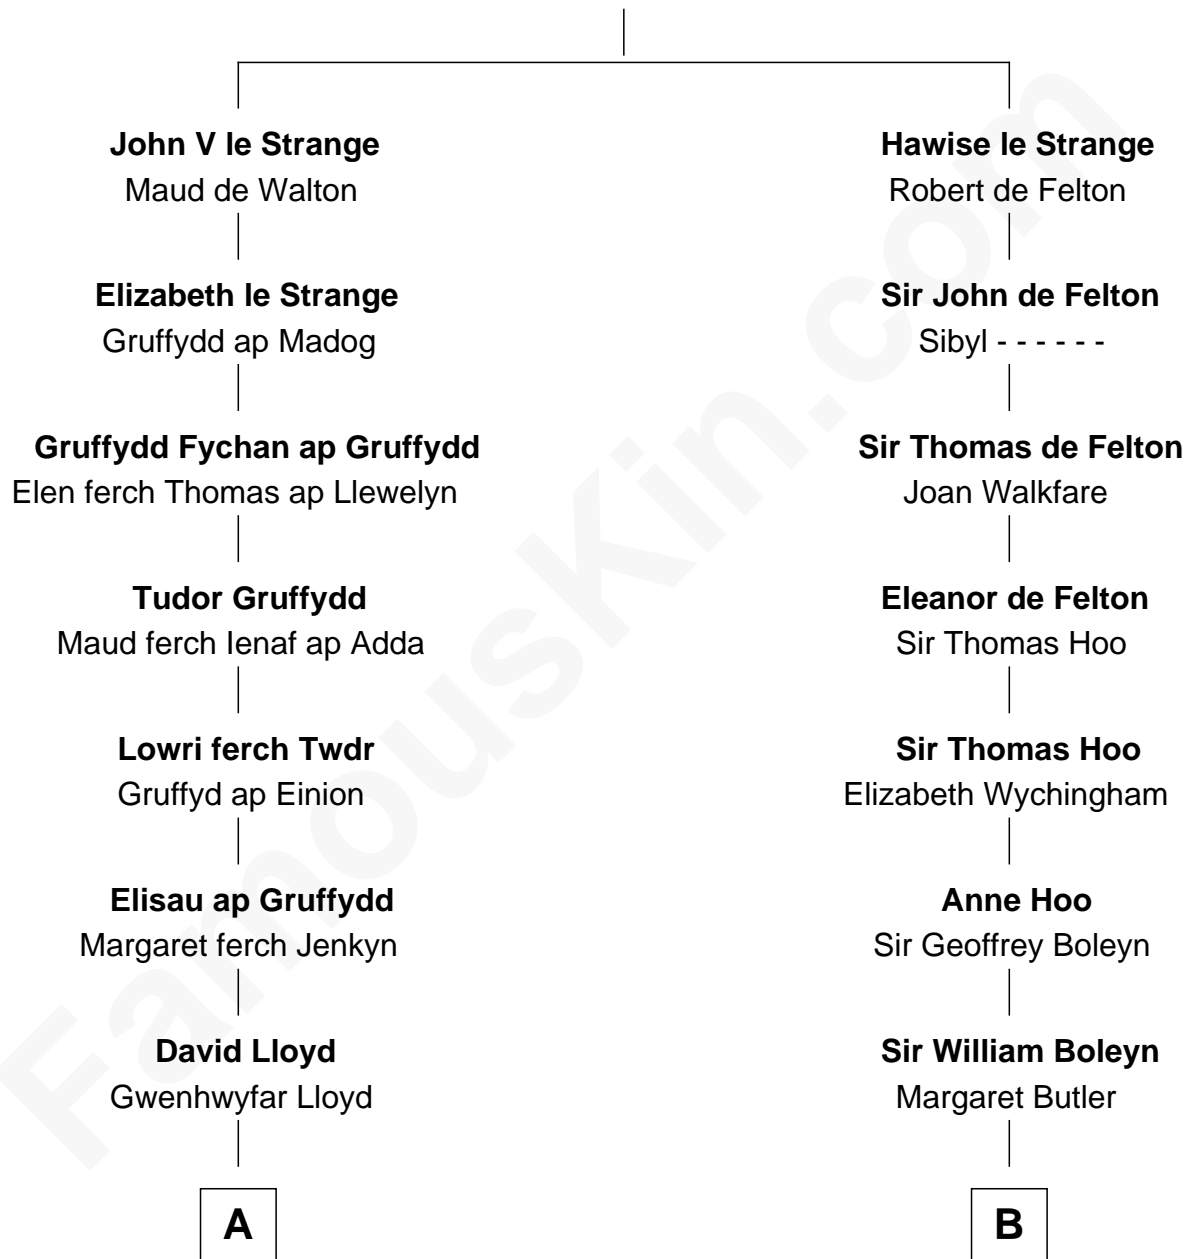 John V le Strange
Maud de Walton
Elizabeth le Strange
Gruffydd ap Madog
Gruffydd Fychan ap Gruffydd
Elen ferch Thomas ap Llewelyn
Tudor Gruffydd
Maud ferch Ienaf ap Adda
Lowri ferch Twdr
Gruffyd ap Einion
Elisau ap Gruffydd
Margaret ferch Jenkyn
David Lloyd
Gwenhwyfar Lloyd
A
Hawise le Strange
Robert de Felton
Sir John de Felton
Sibyl - - - - - -
Sir Thomas de Felton
Joan Walkfare
Eleanor de Felton
Sir Thomas Hoo
Sir Thomas Hoo
Elizabeth Wychingham
Anne Hoo
Sir Geoffrey Boleyn
Sir William Boleyn
Margaret Butler
B
FamousKin.com